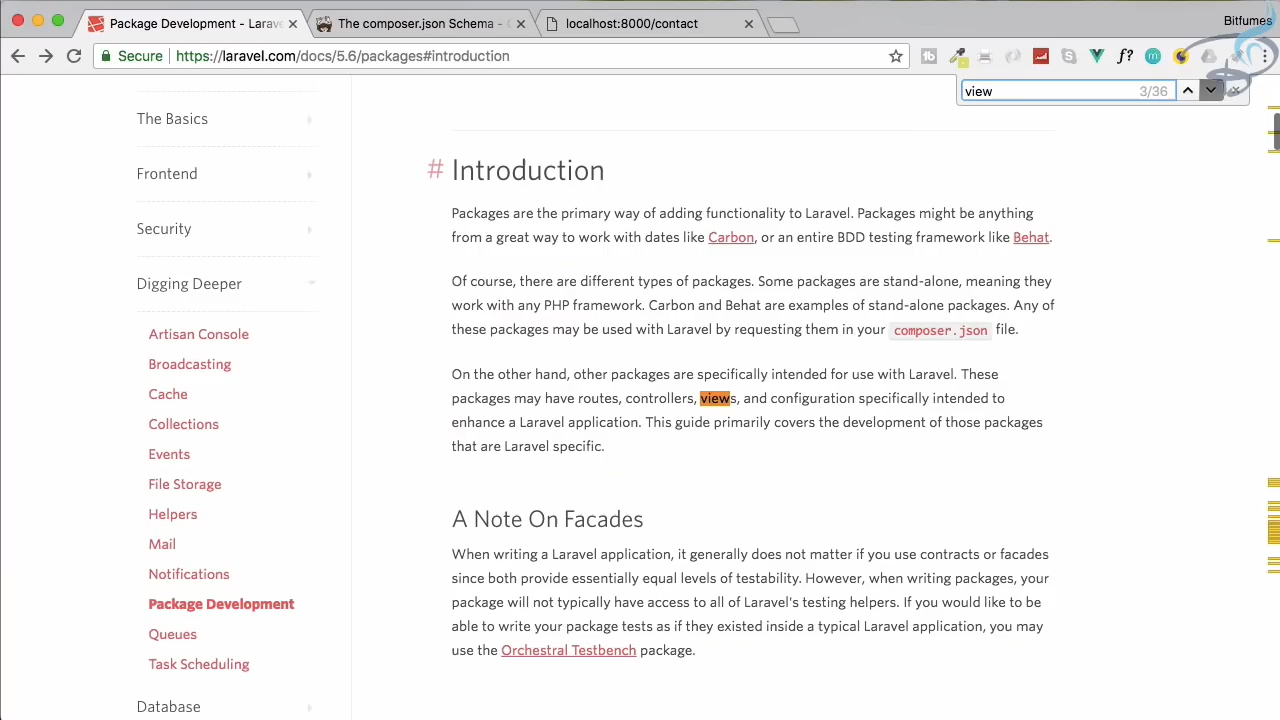 Package Development - Larave
The composer.json Schema - C
localhost:8000/contact
Bitfumes
Secure
https://laravel.com/docs/5.6/packages#introduction
view
3/36
The Basics
Frontend
Security
Digging Deeper
Artisan Console
Broadcasting
Cache
Collections
Events
File Storage
Helpers
Mail
Notifications
Package Development
Queues
Task Scheduling
Database
# Introduction
Packages are the primary way of adding functionality to Laravel. Packages might be anything
from a great way to work with dates like Carbon, or an entire BDD testing framework like Behat.
Of course, there are different types of packages. Some packages are stand-alone, meaning they
work with any PHP framework. Carbon and Behat are examples of stand-alone packages. Any of
these packages may be used with Laravel by requesting them in your composer.json file.
On the other hand, other packages are specifically intended for use with Laravel. These
packages may have routes, controllers, views, and configuration specifically intended to
enhance a Laravel application. This guide primarily covers the development of those packages
that are Laravel specific.
A Note On Facades
When writing a Laravel application, it generally does not matter if you use contracts or facades
since both provide essentially equal levels of testability. However, when writing packages, your
package will not typically have access to all of Laravel's testing helpers. If you would like to be
able to write your package tests as if they existed inside a typical Laravel application, you may
use the Orchestral Testbench package.